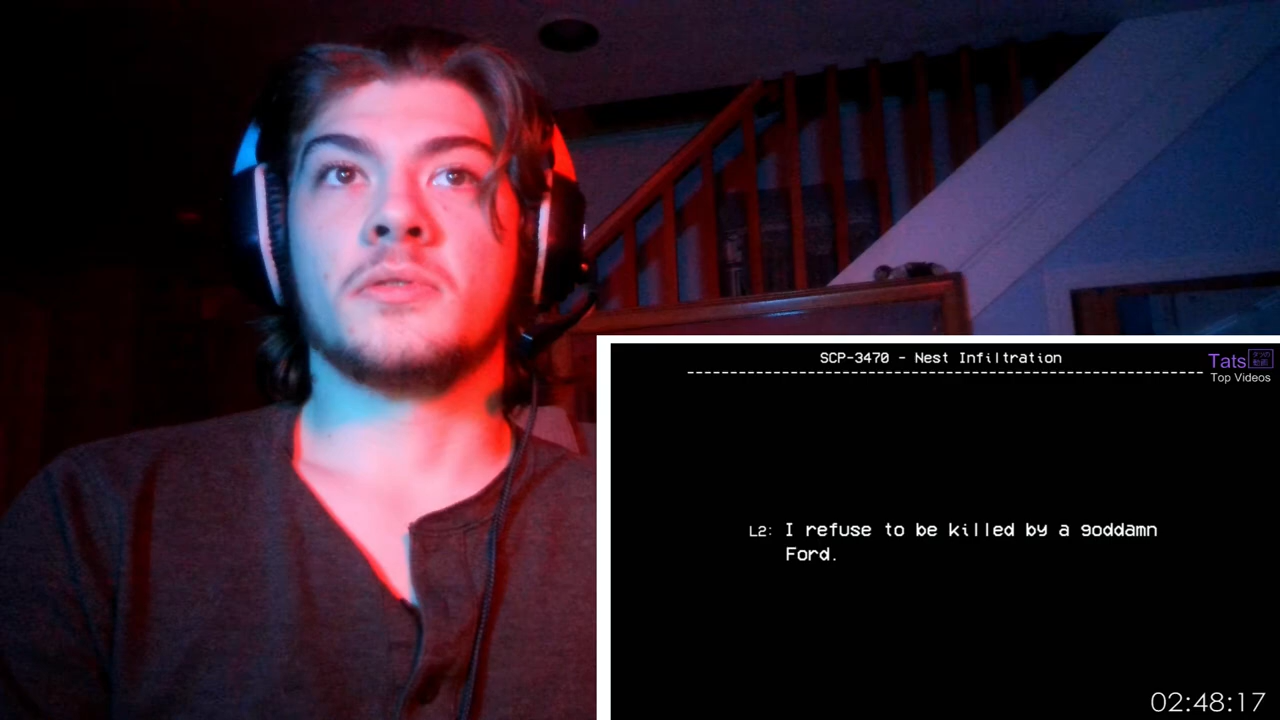 SCP-3470 - Nest Infiltration
Tats
Top Videos
L2: I refuse to be killed by a goddamn
Ford.
02:48:17